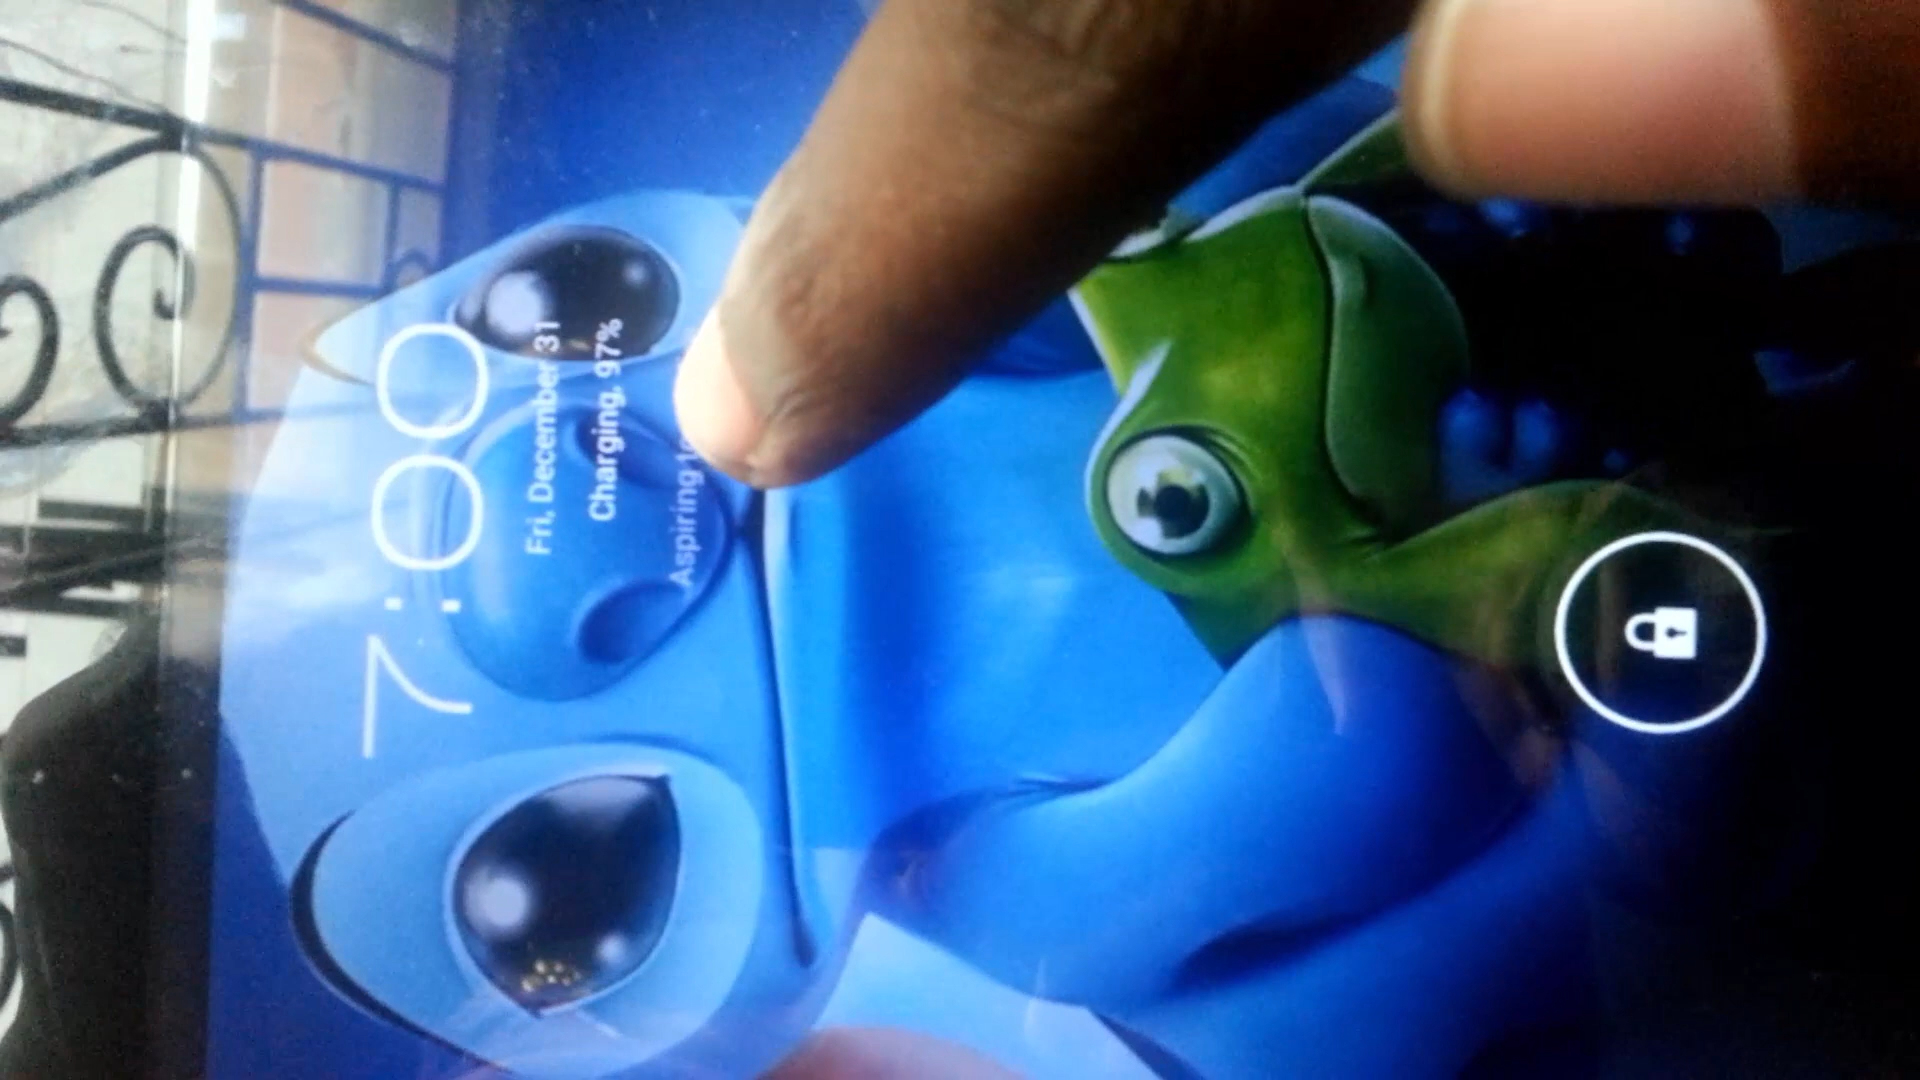 7:00
Fri, December 31
Charging, 97%
Aspiring